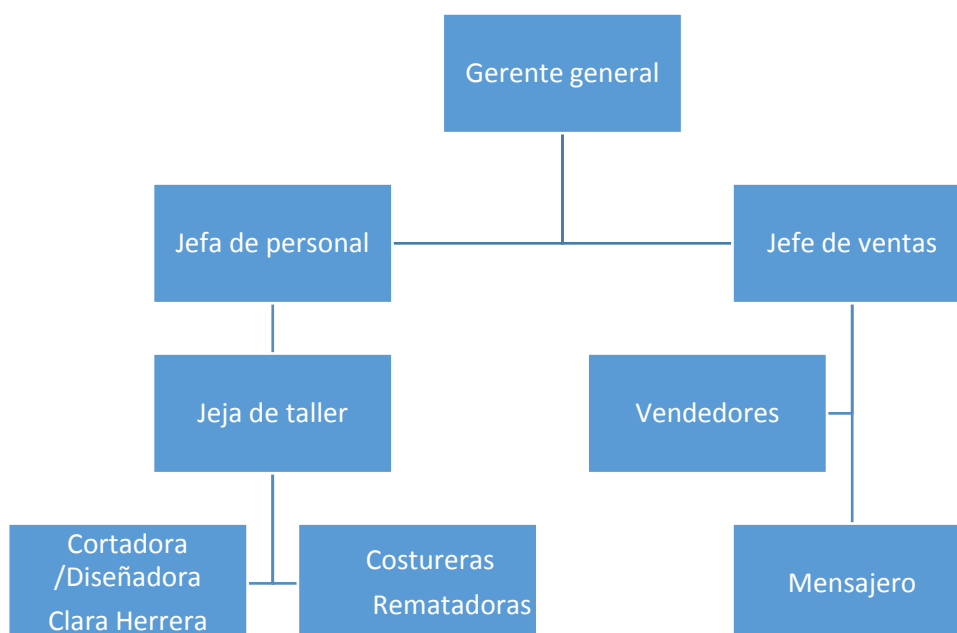 Gerente general
Jefa de personal
Jefe de ventas
Jeja de taller
Vendedores
Cortadora
/Diseñadora
Clara Herrera
Costureras
Rematadoras
Mensajero